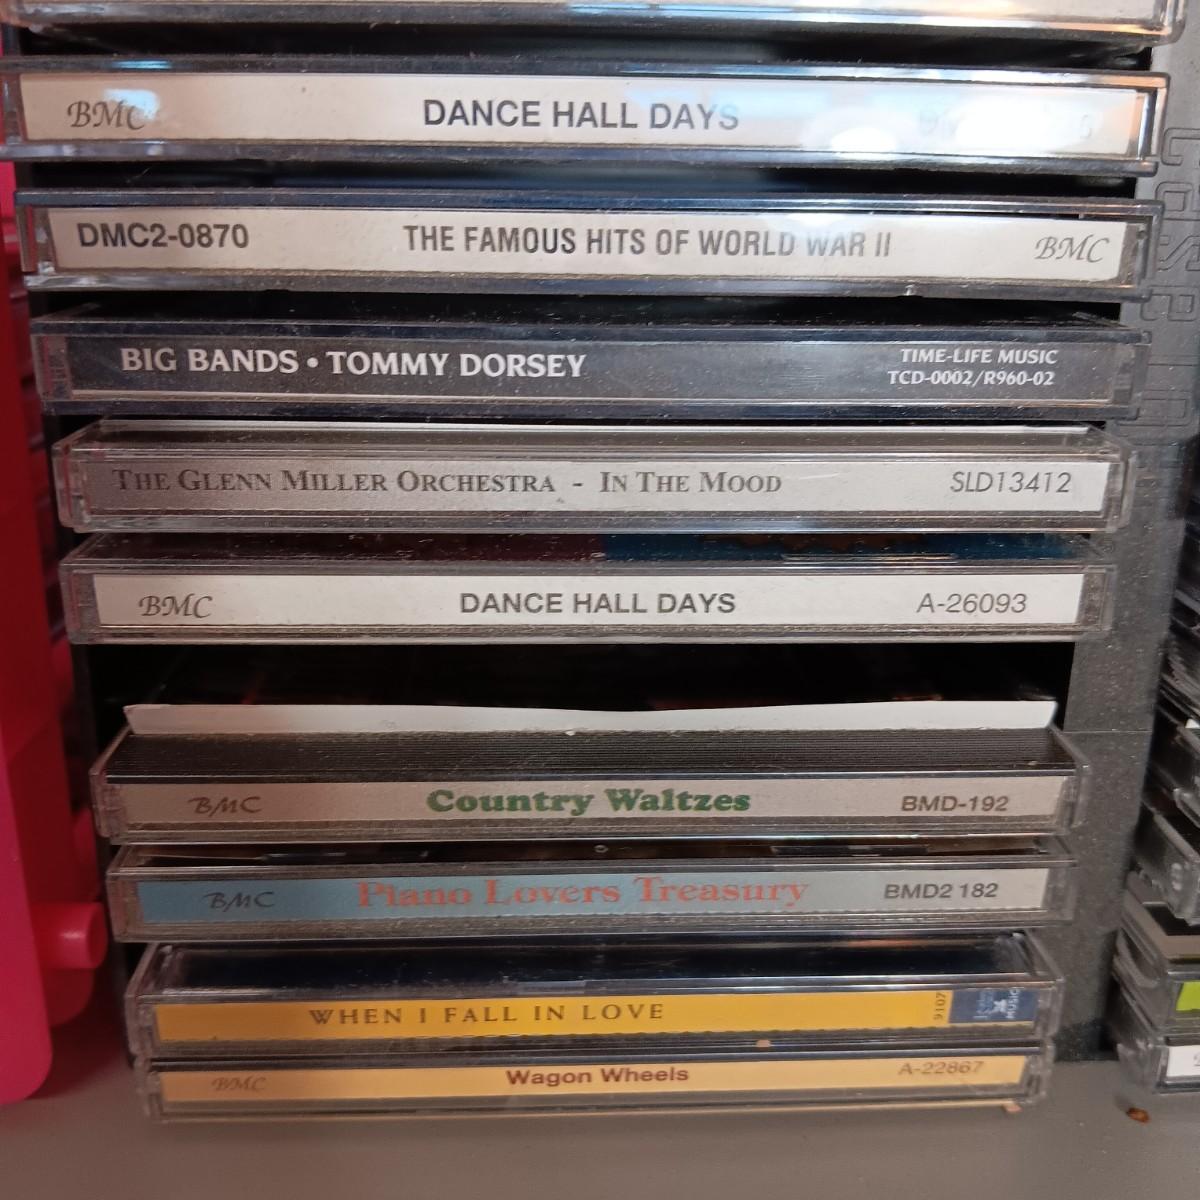 BMC DANCE HALL DAYS
DMC2-0870 THE FAMOUS HITS OF WORLD WAR II BMC
BIG BANDS • TOMMY DORSEY TIME-LIFE MUSIC
TCD-0002/R960-02
THE GLENN MILLER ORCHESTRA - IN THE MOOD SLD13412
BMC DANCE HALL DAYS A-26093
BMC Country Waltzes BMD-192
BMC Piano Lovers Treasury BMD2 182
WHEN I FALL IN LOVE 9107 MUSIC
BMC Wagon Wheels A-22867